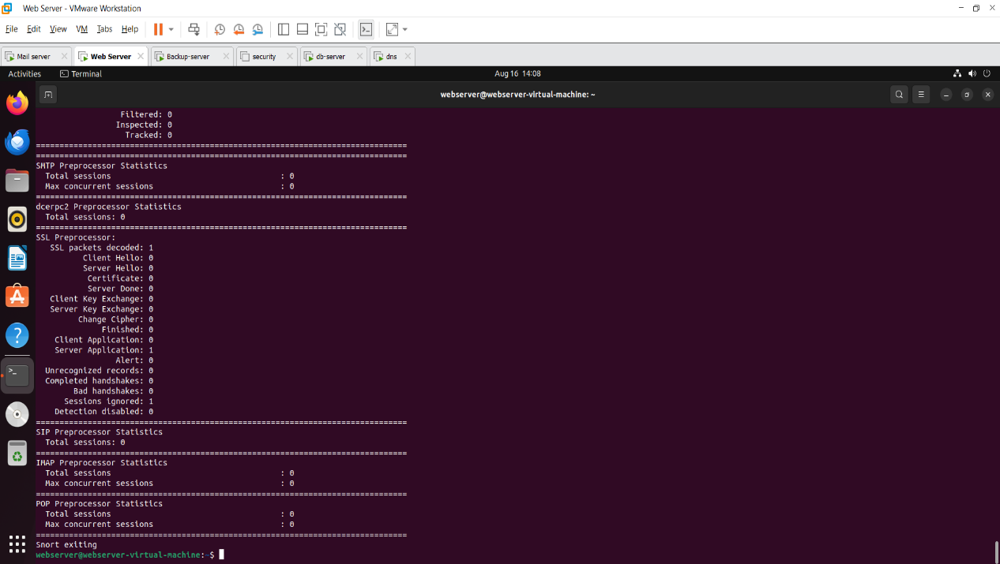 Web Server - VMware Workstation
File Edit View VM Tabs Help
Mail server Web Server Backup-server security db-server dns
Activities Terminal Aug 16 14:08
webserver@webserver-virtual-machine: ~
Filtered: 0
Inspected: 0
Tracked: 0
===============================================================================
===============================================================================
SMTP Preprocessor Statistics
Total sessions : 0
Max concurrent sessions : 0
===============================================================================
dcerpc2 Preprocessor Statistics
Total sessions: 0
===============================================================================
SSL Preprocessor:
SSL packets decoded: 1
Client Hello: 0
Server Hello: 0
Certificate: 0
Server Done: 0
Client Key Exchange: 0
Server Key Exchange: 0
Change Cipher: 0
Finished: 0
Client Application: 0
Server Application: 1
Alert: 0
Unrecognized records: 0
Completed handshakes: 0
Bad handshakes: 0
Sessions ignored: 1
Detection disabled: 0
===============================================================================
SIP Preprocessor Statistics
Total sessions: 0
===============================================================================
IMAP Preprocessor Statistics
Total sessions : 0
Max concurrent sessions : 0
===============================================================================
POP Preprocessor Statistics
Total sessions : 0
Max concurrent sessions : 0
===============================================================================
Snort exiting
webserver@webserver-virtual-machine:~$